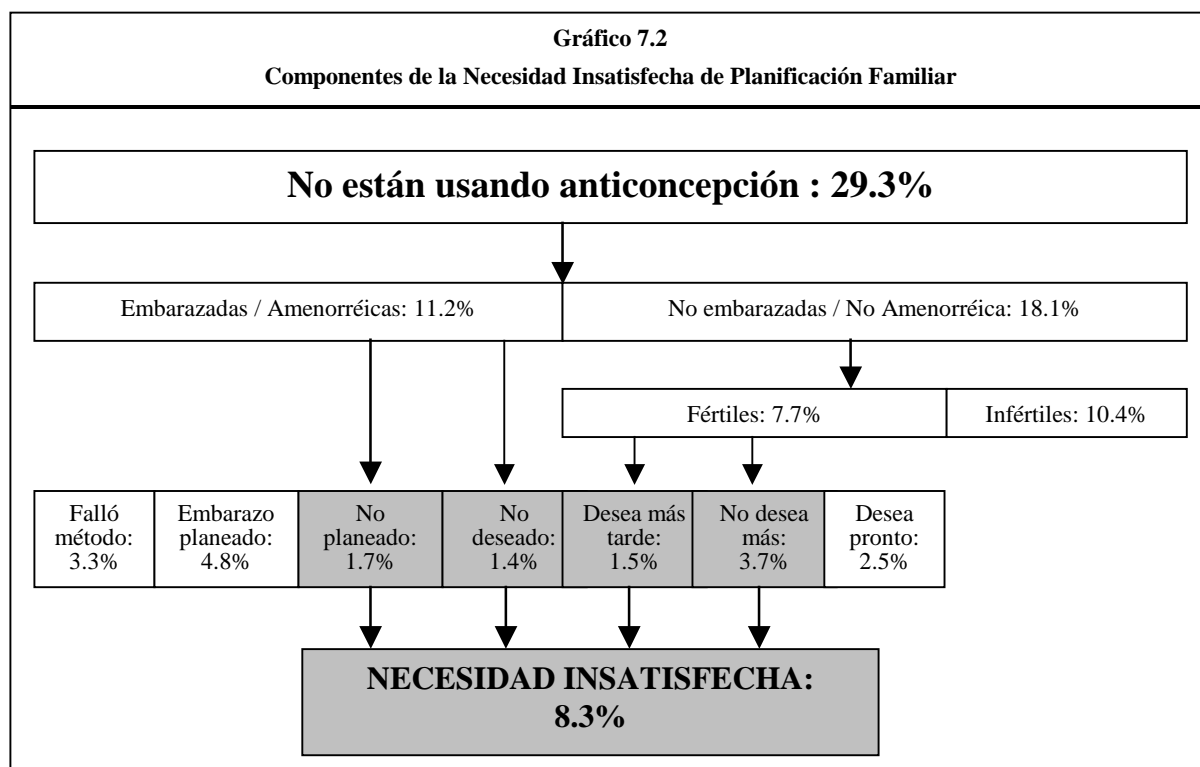 Gráfico 7.2
Componentes de la Necesidad Insatisfecha de Planificación Familiar
No están usando anticoncepción : 29.3%
Embarazadas / Amenorréicas: 11.2%
No embarazadas / No Amenorréica: 18.1%
Fértiles: 7.7%
Infértiles: 10.4%
Falló
método:
3.3%
Embarazo
planeado:
4.8%
No
planeado:
1.7%
No
deseado:
1.4%
Desea más
tarde:
1.5%
No desea
más:
3.7%
Desea
pronto:
2.5%
NECESIDAD INSATISFECHA:
8.3%